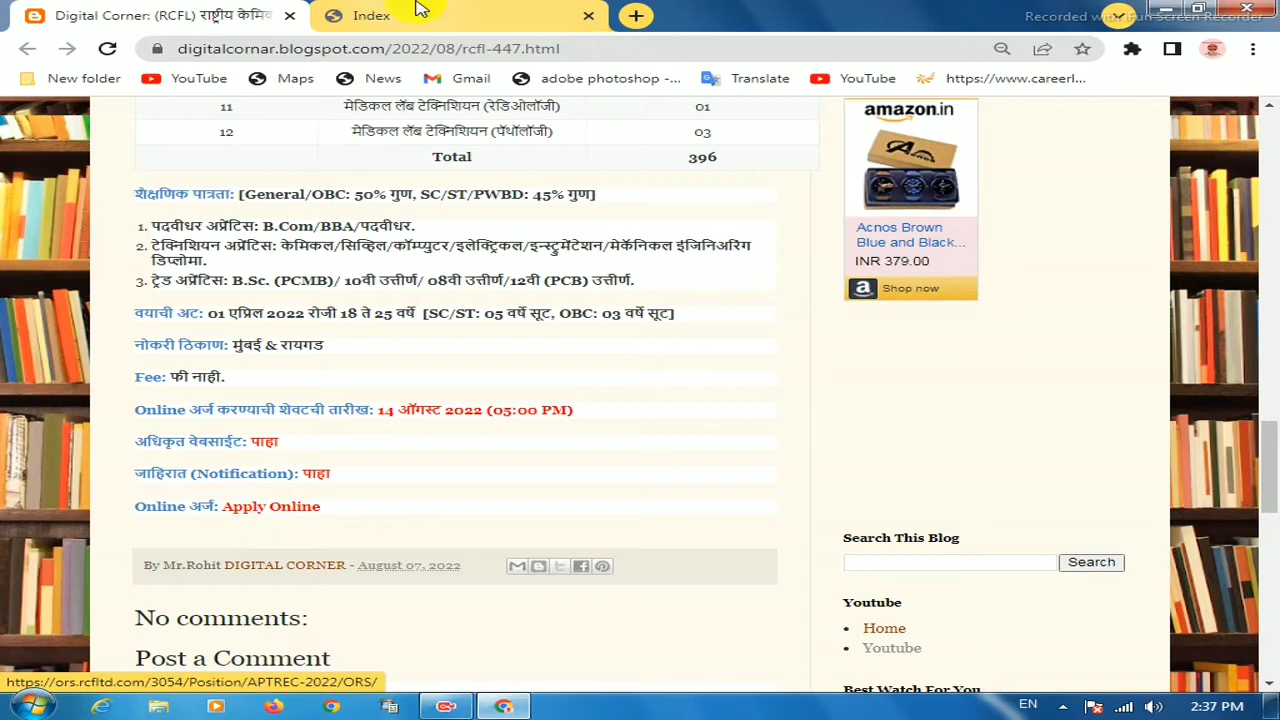 Digital Corner: (RCFL) राष्ट्रीय केमि
Index
Recorded with iFun Screen Recorder
digitalcornar.blogspot.com/2022/08/rcfl-447.html
New folder
YouTube
Maps
News
Gmail
adobe photoshop -...
Translate
YouTube
https://www.careerl...
11 मेडिकल लॅब टेक्निशियन (रेडिओलॉजी) 01
12 मेडिकल लॅब टेक्निशियन (पॅथॉलॉजी) 03
Total 396
शैक्षणिक पात्रता: [General/OBC: 50% गुण, SC/ST/PWBD: 45% गुण]
1. पदवीधर अप्रेंटिस: B.Com/BBA/पदवीधर.
2. टेक्निशियन अप्रेंटिस: केमिकल/सिव्हिल/कॉम्प्युटर/इलेक्ट्रिकल/इन्स्ट्रुमेंटेशन/मेकॅनिकल इंजिनिअरिंग
डिप्लोमा.
3. ट्रेड अप्रेंटिस: B.Sc. (PCMB)/ 10वी उत्तीर्ण/ 08वी उत्तीर्ण/12वी (PCB) उत्तीर्ण.
वयाची अट: 01 एप्रिल 2022 रोजी 18 ते 25 वर्षे [SC/ST: 05 वर्षे सूट, OBC: 03 वर्षे सूट]
नोकरी ठिकाण: मुंबई & रायगड
Fee: फी नाही.
Online अर्ज करण्याची शेवटची तारीख: 14 ऑगस्ट 2022 (05:00 PM)
अधिकृत वेबसाईट: पाहा
जाहिरात (Notification): पाहा
Online अर्ज: Apply Online
By Mr.Rohit DIGITAL CORNER - August 07, 2022
No comments:
Post a Comment
amazon.in
Acnos
Acnos Brown
Blue and Black...
INR 379.00
a Shop now
Search This Blog
Search
Youtube
Home
Youtube
Best Watch For You
https://ors.rcfltd.com/3054/Position/APTREC-2022/ORS/
EN
2:37 PM